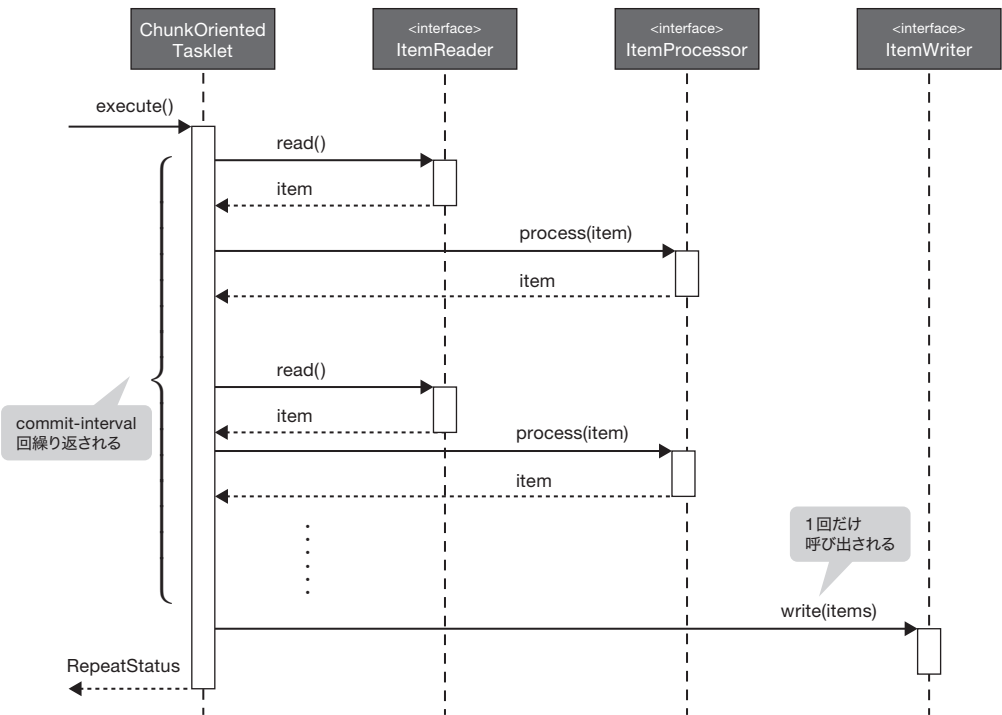 ChunkOriented
Tasklet
<interface>
ItemReader
<interface>
ItemProcessor
<interface>
ItemWriter
execute()
read()
item
process(item)
item
read()
item
commit-interval
回繰り返される
process(item)
item
1回だけ
呼び出される
write(items)
RepeatStatus